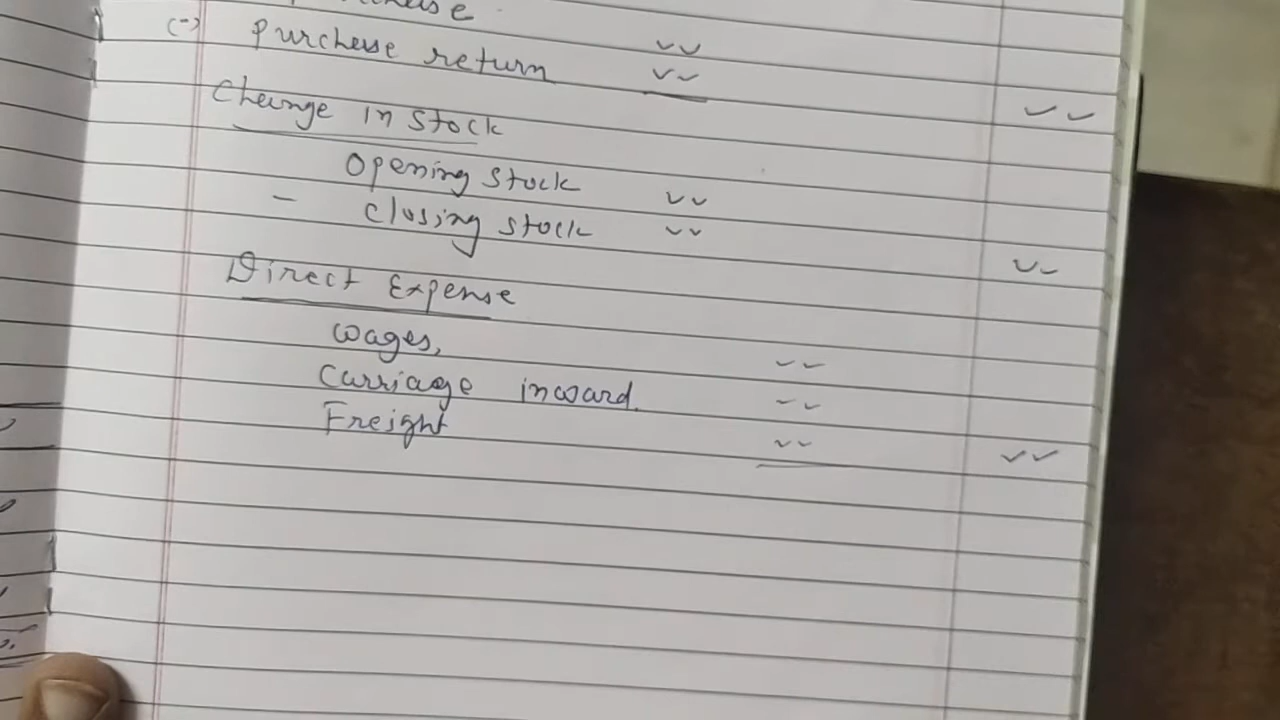 (-) Purchase return
Change in Stock
Opening stock
- closing stock
Direct Expense
wages,
Carriage inward.
Freight